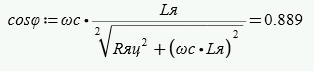 cosφ := ωc · Lя / ²√(Rяц² + (ωc · Lя)²) = 0.889